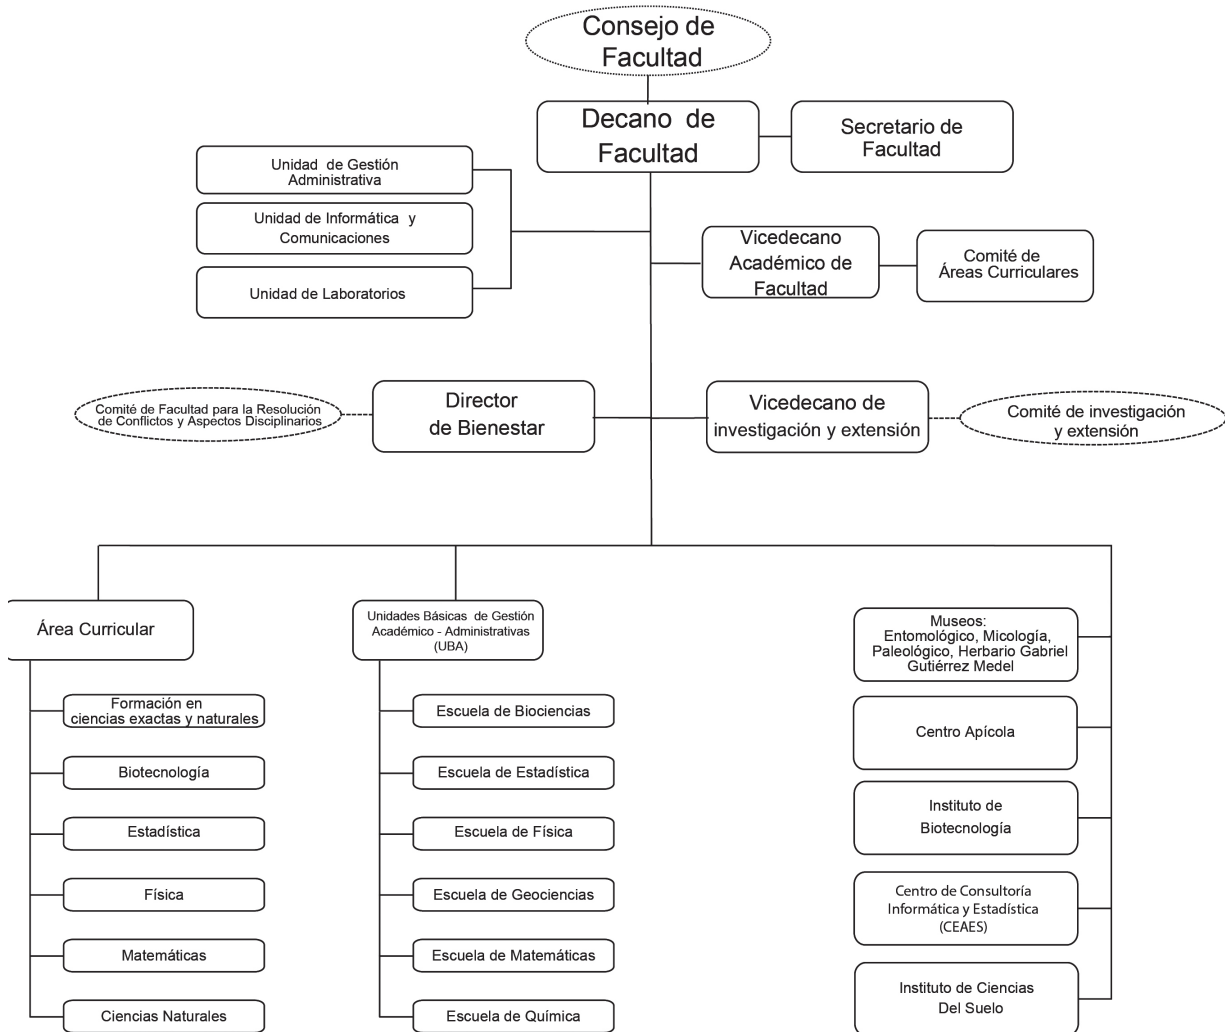 Consejo de
Facultad
Decano de
Facultad
Secretario de
Facultad
Unidad de Gestión
Administrativa
Unidad de Informática y
Comunicaciones
Unidad de Laboratorios
Vicedecano
Académico de
Facultad
Comité de
Áreas Curriculares
Comité de Facultad para la Resolución
de Conflictos y Aspectos Disciplinarios
Director
de Bienestar
Vicedecano de
investigación y extensión
Comité de investigación
y extensión
Área Curricular
Formación en
ciencias exactas y naturales
Biotecnología
Estadística
Física
Matemáticas
Ciencias Naturales
Unidades Básicas de Gestión
Académico - Administrativas
(UBA)
Escuela de Biociencias
Escuela de Estadística
Escuela de Física
Escuela de Geociencias
Escuela de Matemáticas
Escuela de Química
Museos:
Entomológico, Micología,
Paleológico, Herbario Gabriel
Gutiérrez Medel
Centro Apícola
Instituto de
Biotecnología
Centro de Consultoría
Informática y Estadística
(CEAES)
Instituto de Ciencias
Del Suelo